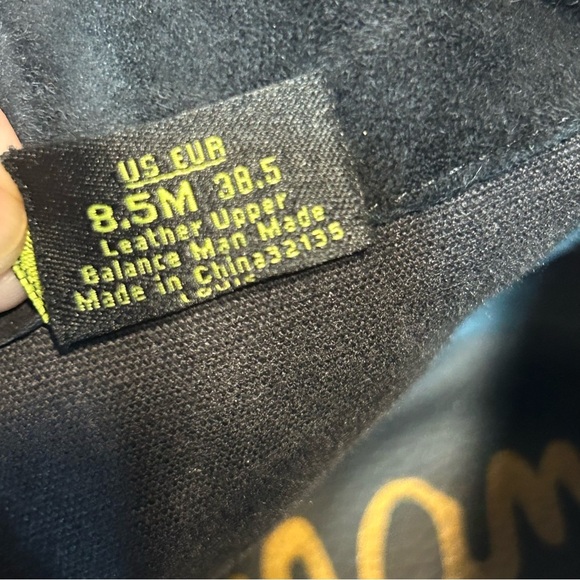 US EUR
8.5M 38.5
Leather Upper
Balance Man Made
Made in China32135